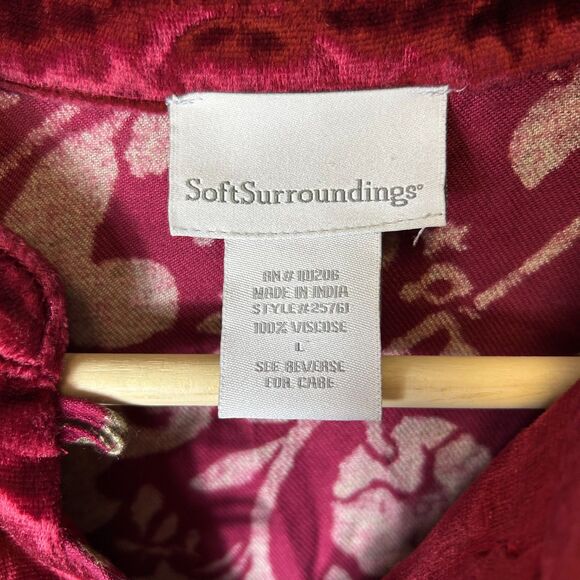 SoftSurroundings®
RN# 101206
MADE IN INDIA
STYLE#25761
100% VISCOSE
L
SEE REVERSE
FOR CARE